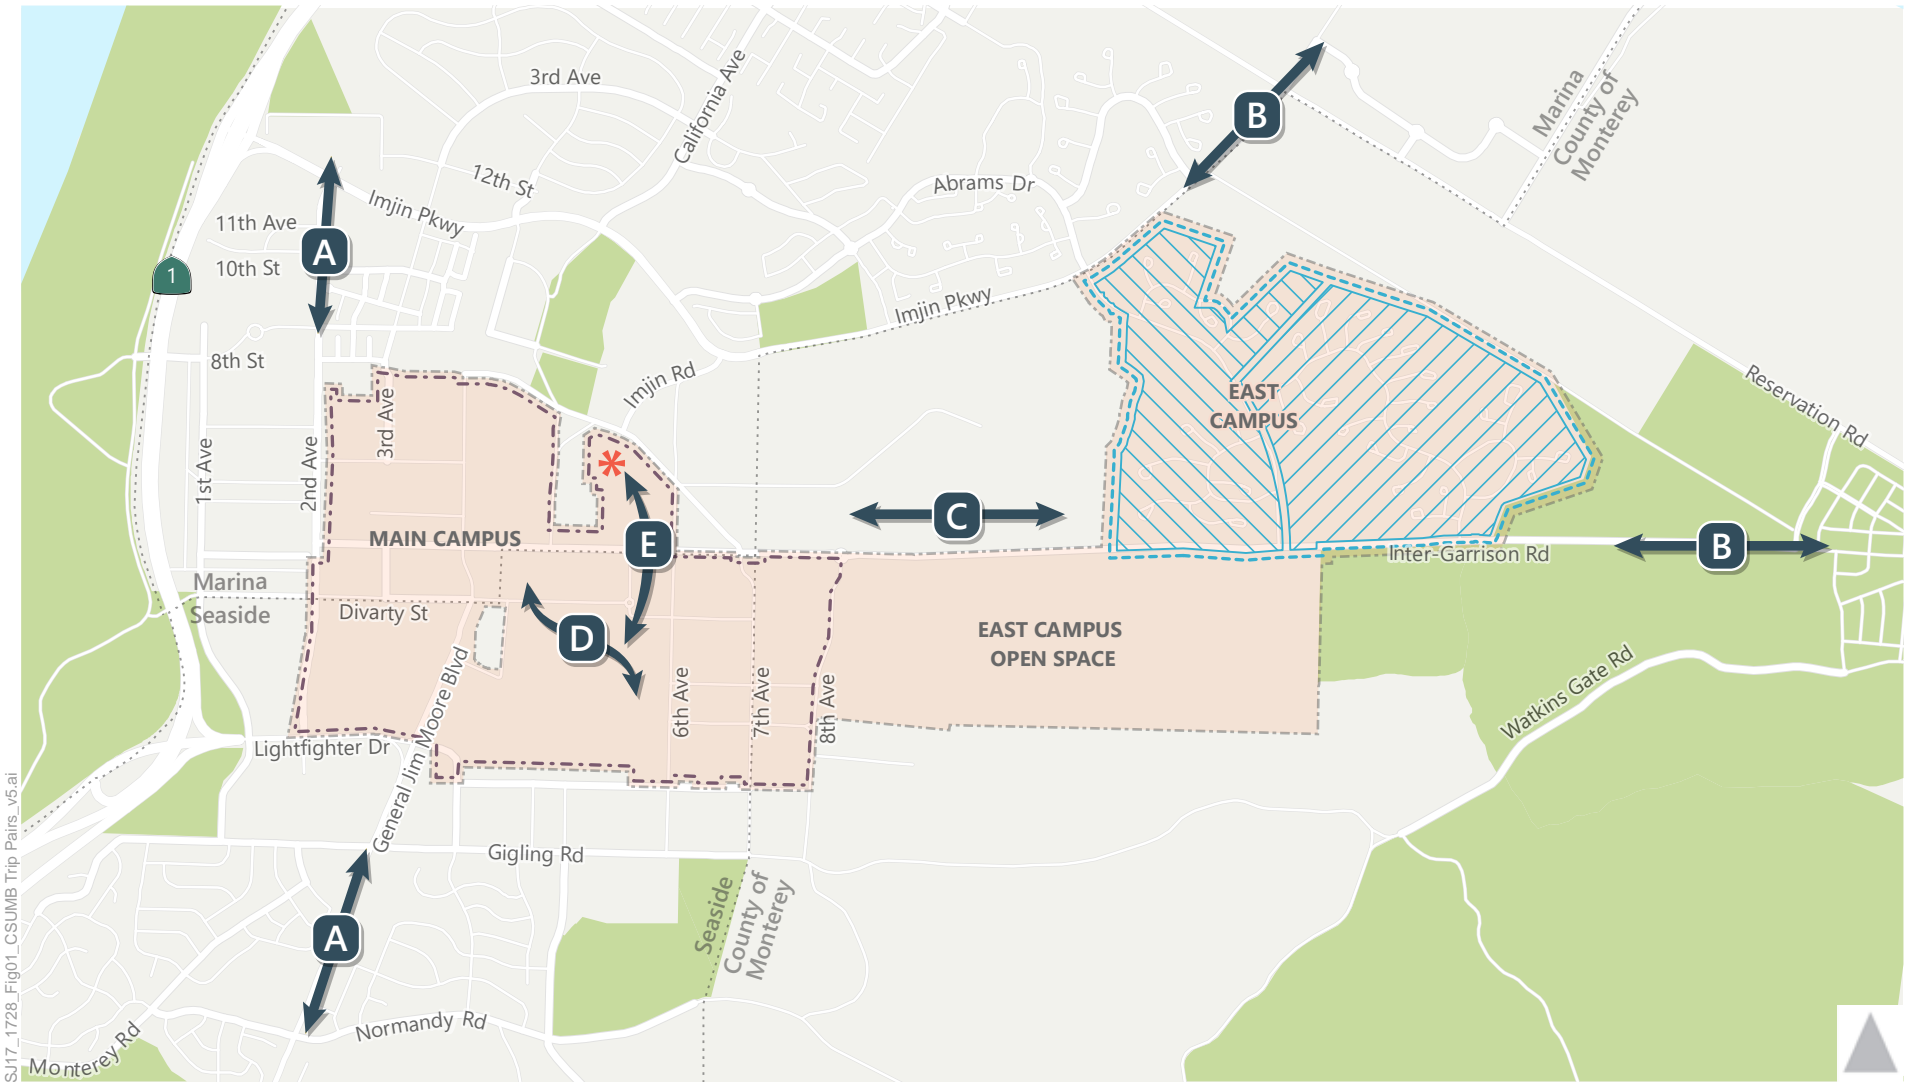 3rd Ave
California Ave
B
Marina
County of
Monterey
12th St
Abrams Dr
Imjin Pkwy
11th Ave
A
10th St
1
Imjin Pkwy
8th St
Imjin Rd
Reservation Rd
EAST
CAMPUS
3rd Ave
1st Ave
2nd Ave
*
C
MAIN CAMPUS
E
Inter-Garrison Rd
B
Marina
Seaside
Divarty St
D
EAST CAMPUS
OPEN SPACE
General Jim Moore Blvd
6th Ave
7th Ave
8th Ave
Watkins Gate Rd
Lightfighter Dr
Gigling Rd
Seaside
County of
Monterey
A
Normandy Rd
Monterey Rd
SJ17_1728_Fig01_CSUMB Trip Pairs_v5.ai